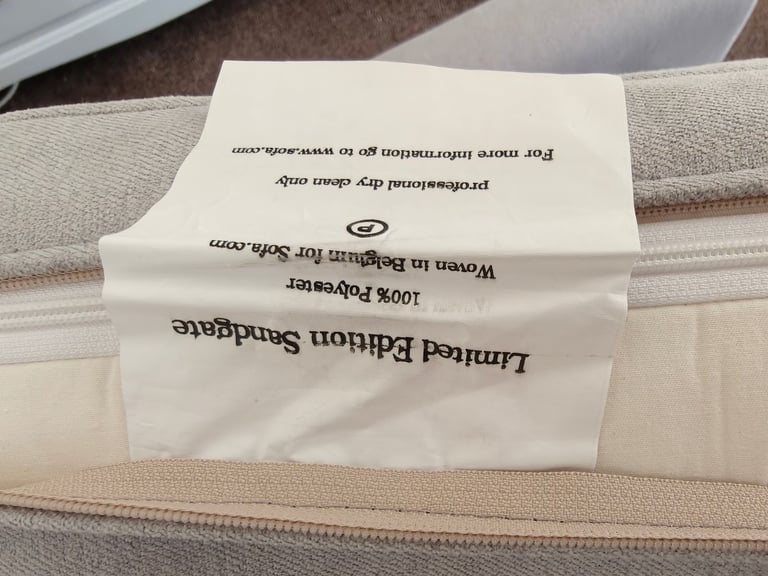 Limited Edition Sandgate
100% Polyester
Woven in Belgium for Sofa.com
P
professional dry clean only
For more information go to www.sofa.com